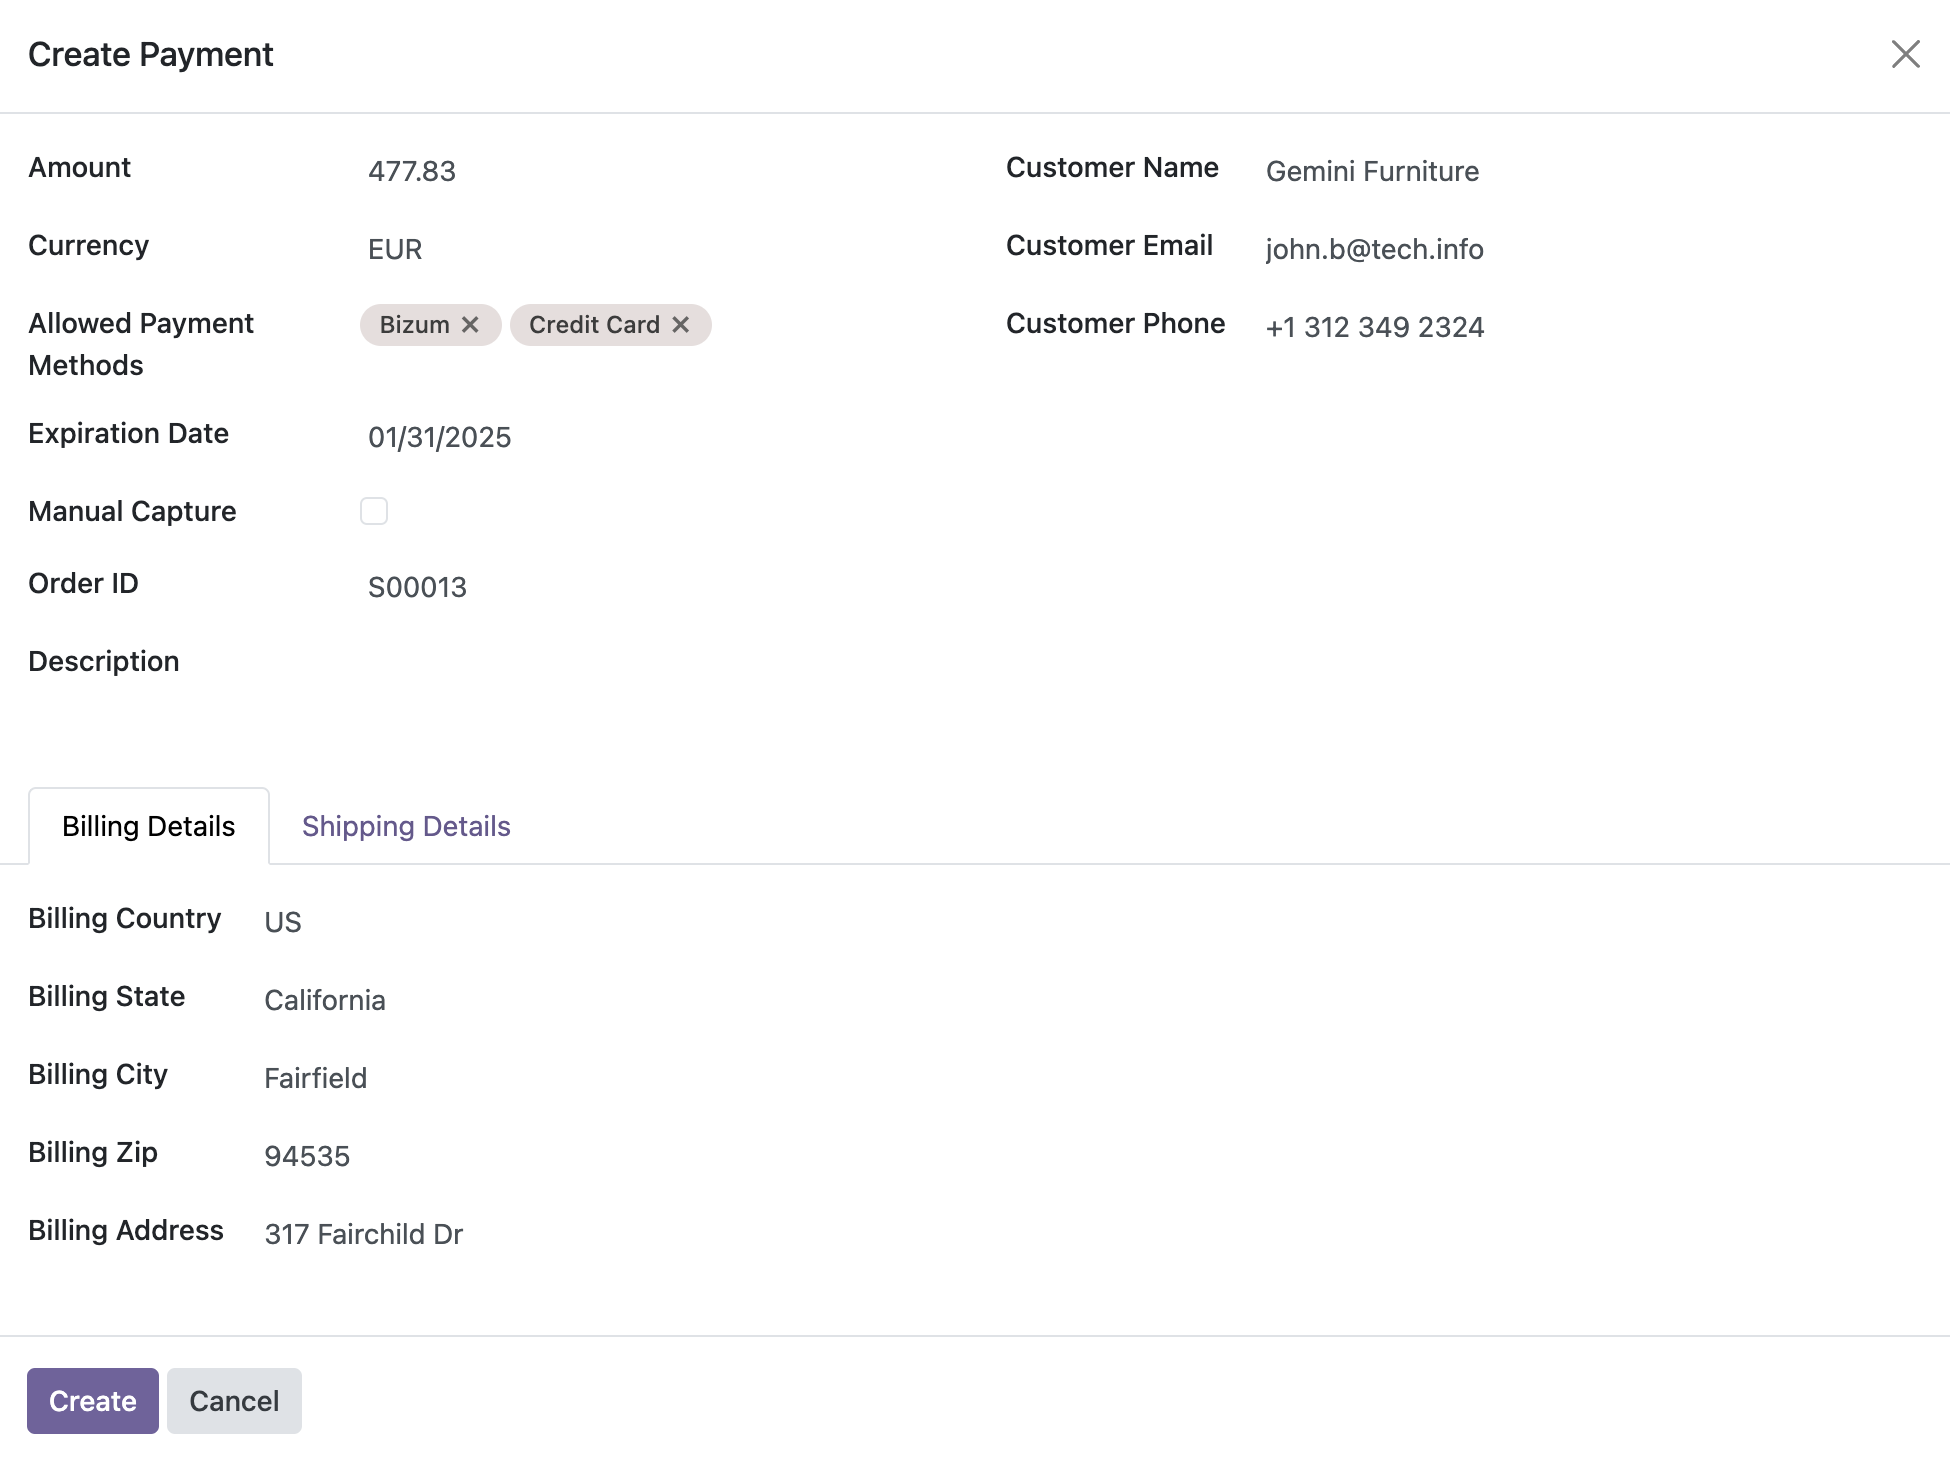 Create Payment
Amount 477.83
Currency EUR
Allowed Payment Methods Bizum Credit Card
Expiration Date 01/31/2025
Manual Capture
Order ID S00013
Description
Customer Name Gemini Furniture
Customer Email john.b@tech.info
Customer Phone +1 312 349 2324
Billing Details Shipping Details
Billing Country US
Billing State California
Billing City Fairfield
Billing Zip 94535
Billing Address 317 Fairchild Dr
Create Cancel